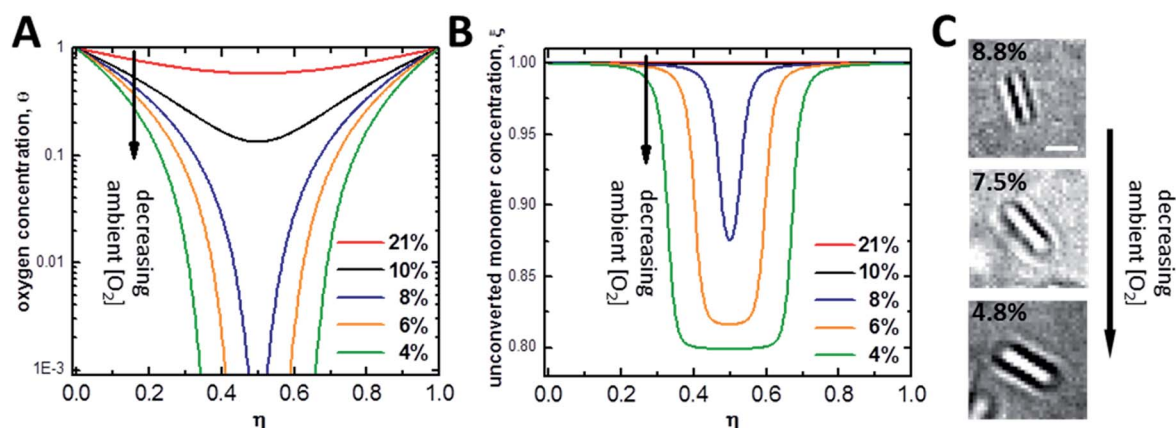 A
oxygen concentration, Θ
1
0.1
0.01
1E-3
0.0
0.2
0.4
0.6
0.8
1.0
η
decreasing
ambient [O₂]
21%
10%
8%
6%
4%
B
unconverted monomer concentration, ξ
1.00
0.95
0.90
0.85
0.80
0.0
0.2
0.4
0.6
0.8
1.0
η
decreasing
ambient [O₂]
21%
10%
8%
6%
4%
C
8.8%
7.5%
4.8%
decreasing
ambient [O₂]